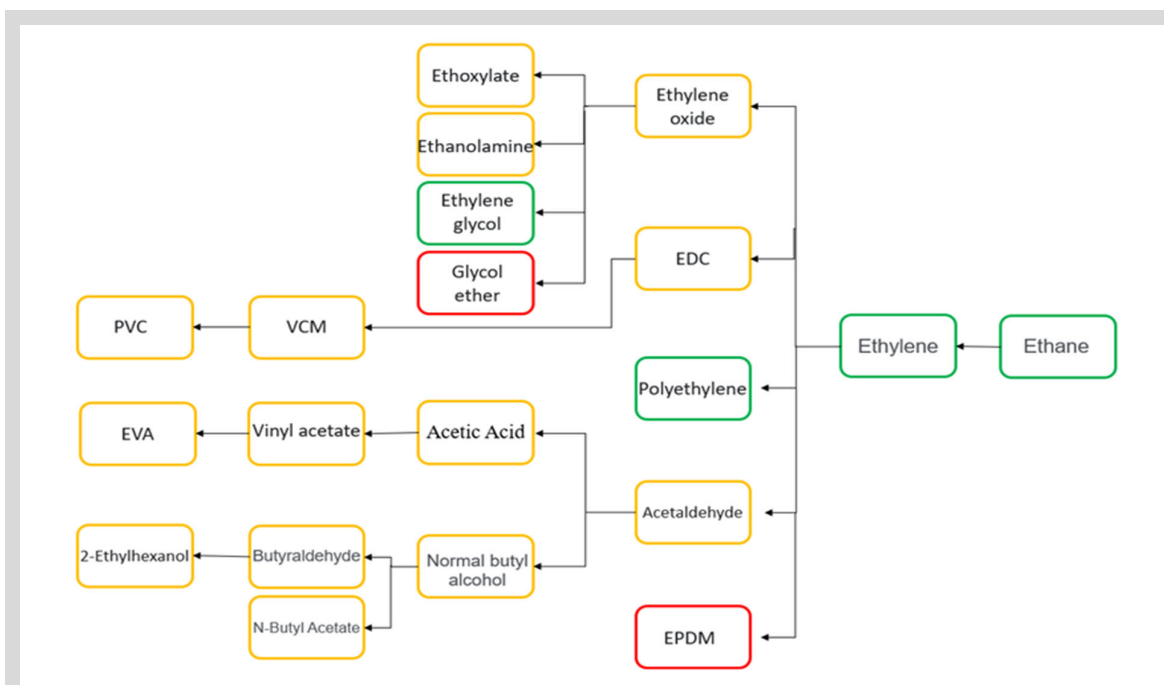 Ethoxylate
Ethylene
oxide
Ethanolamine
Ethylene
glycol
EDC
Glycol
ether
PVC
VCM
Ethylene
Ethane
Polyethylene
EVA
Vinyl acetate
Acetic Acid
Acetaldehyde
2-Ethylhexanol
Butyraldehyde
Normal butyl
alcohol
N-Butyl Acetate
EPDM